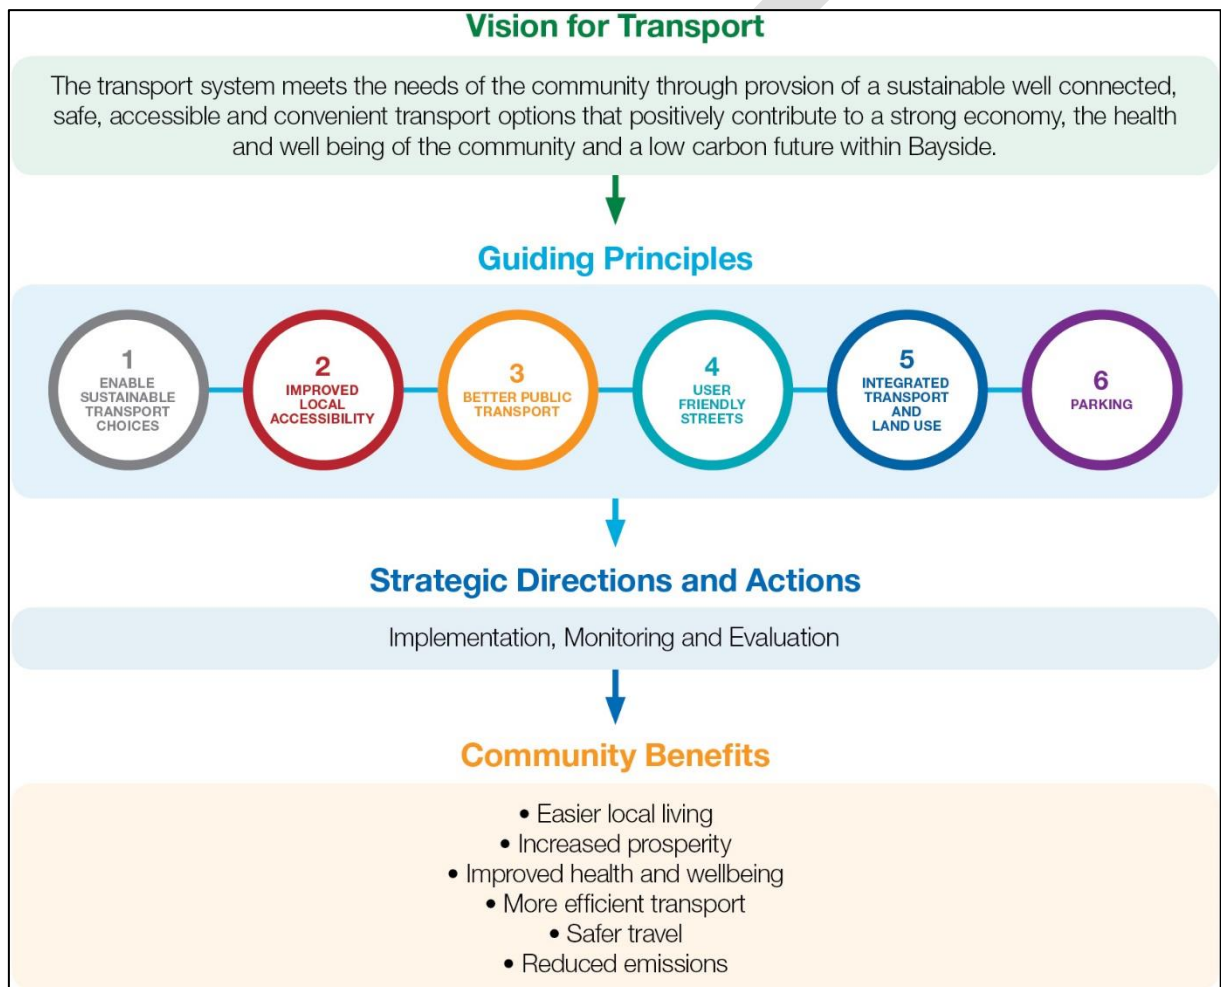 Vision for Transport
The transport system meets the needs of the community through provsion of a sustainable well connected,
safe, accessible and convenient transport options that positively contribute to a strong economy, the health
and well being of the community and a low carbon future within Bayside.
Guiding Principles
1
ENABLE
SUSTAINABLE
TRANSPORT
CHOICES
2
IMPROVED
LOCAL
ACCESSIBILITY
3
BETTER PUBLIC
TRANSPORT
4
USER
FRIENDLY
STREETS
5
INTEGRATED
TRANSPORT
AND
LAND USE
6
PARKING
Strategic Directions and Actions
Implementation, Monitoring and Evaluation
Community Benefits
• Easier local living
• Increased prosperity
• Improved health and wellbeing
• More efficient transport
• Safer travel
• Reduced emissions